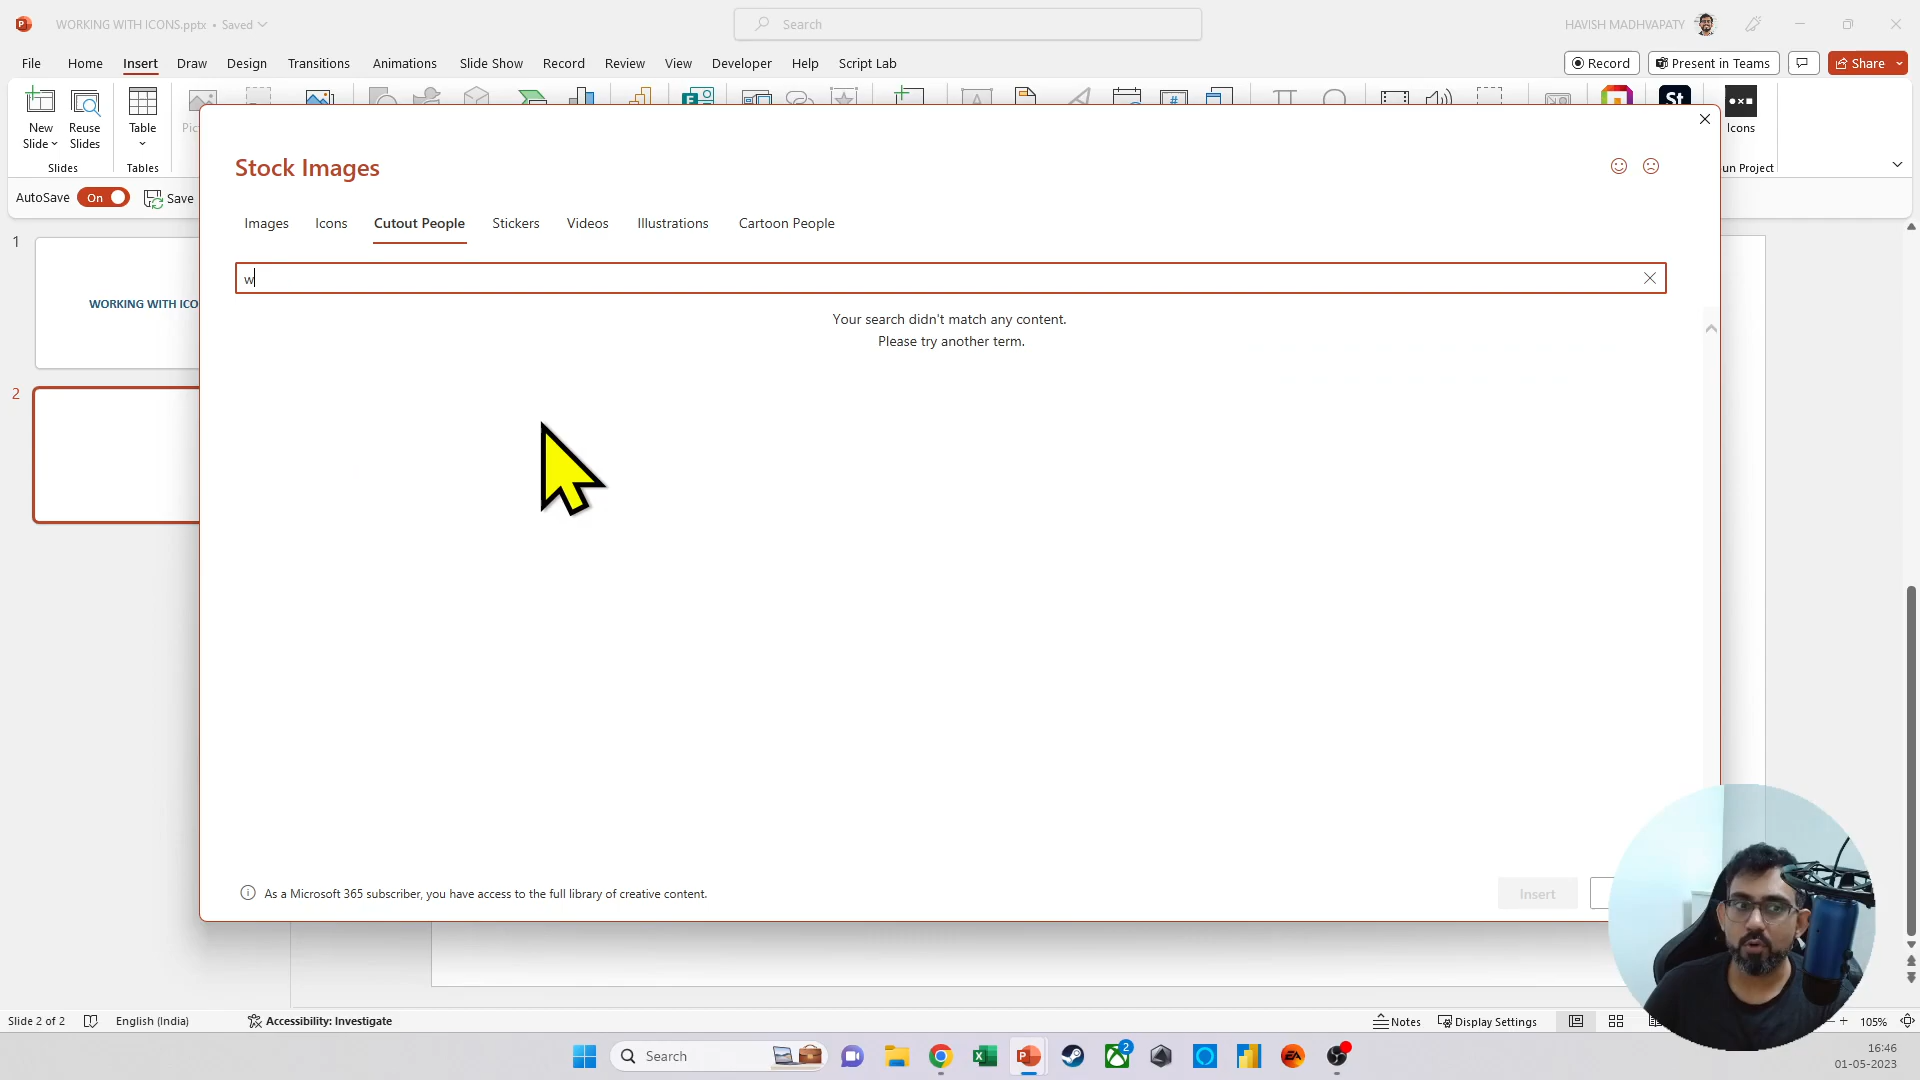 WORKING WITH ICONS.pptx • Saved
Search
HAVISH MADHVAPATY
File Home Insert Draw Design Transitions Animations Slide Show Record Review View Developer Help Script Lab
Record
Present in Teams
Share
New Slide
Reuse Slides
Table
Icons
Slides
Tables
un Project
AutoSave On
Save
Stock Images
Images Icons Cutout People Stickers Videos Illustrations Cartoon People
w
Your search didn't match any content.
Please try another term.
1
WORKING WITH ICO
2
As a Microsoft 365 subscriber, you have access to the full library of creative content.
Insert
Slide 2 of 2
English (India)
Accessibility: Investigate
Notes
Display Settings
105%
Search
2
16:46
01-05-2023